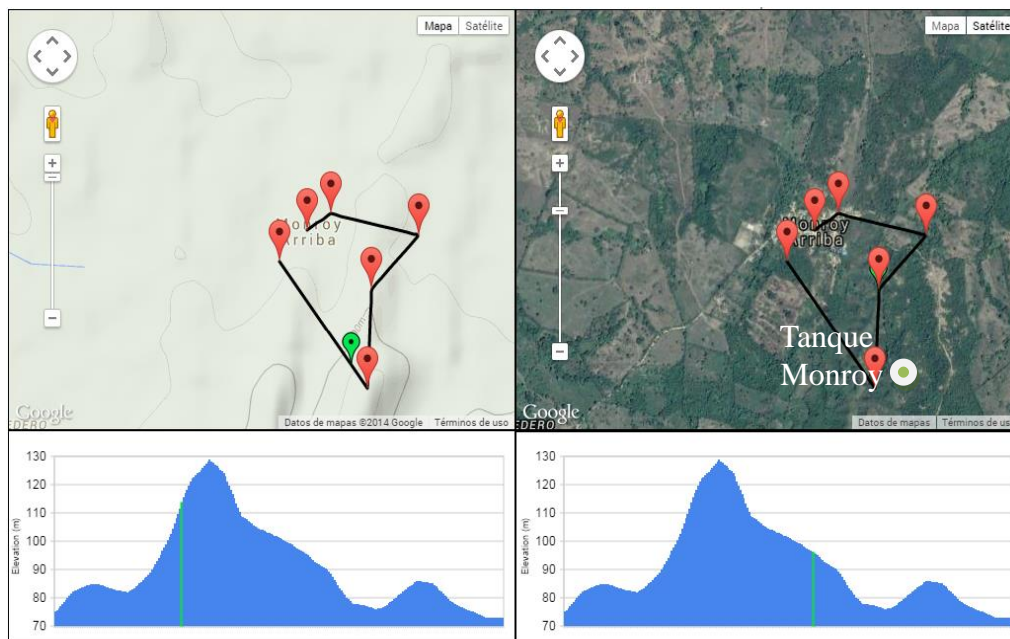 Mapa Satélite
Monroy
Arriba
Google
EDERO
Datos de mapas ©2014 Google Términos de uso
Mapa Satélite
Monroy
Arriba
Tanque
Monroy
Google
EDERO
Datos de mapas Términos de uso
Elevation (m)
130
120
110
100
90
80
70
Elevation (m)
130
120
110
100
90
80
70